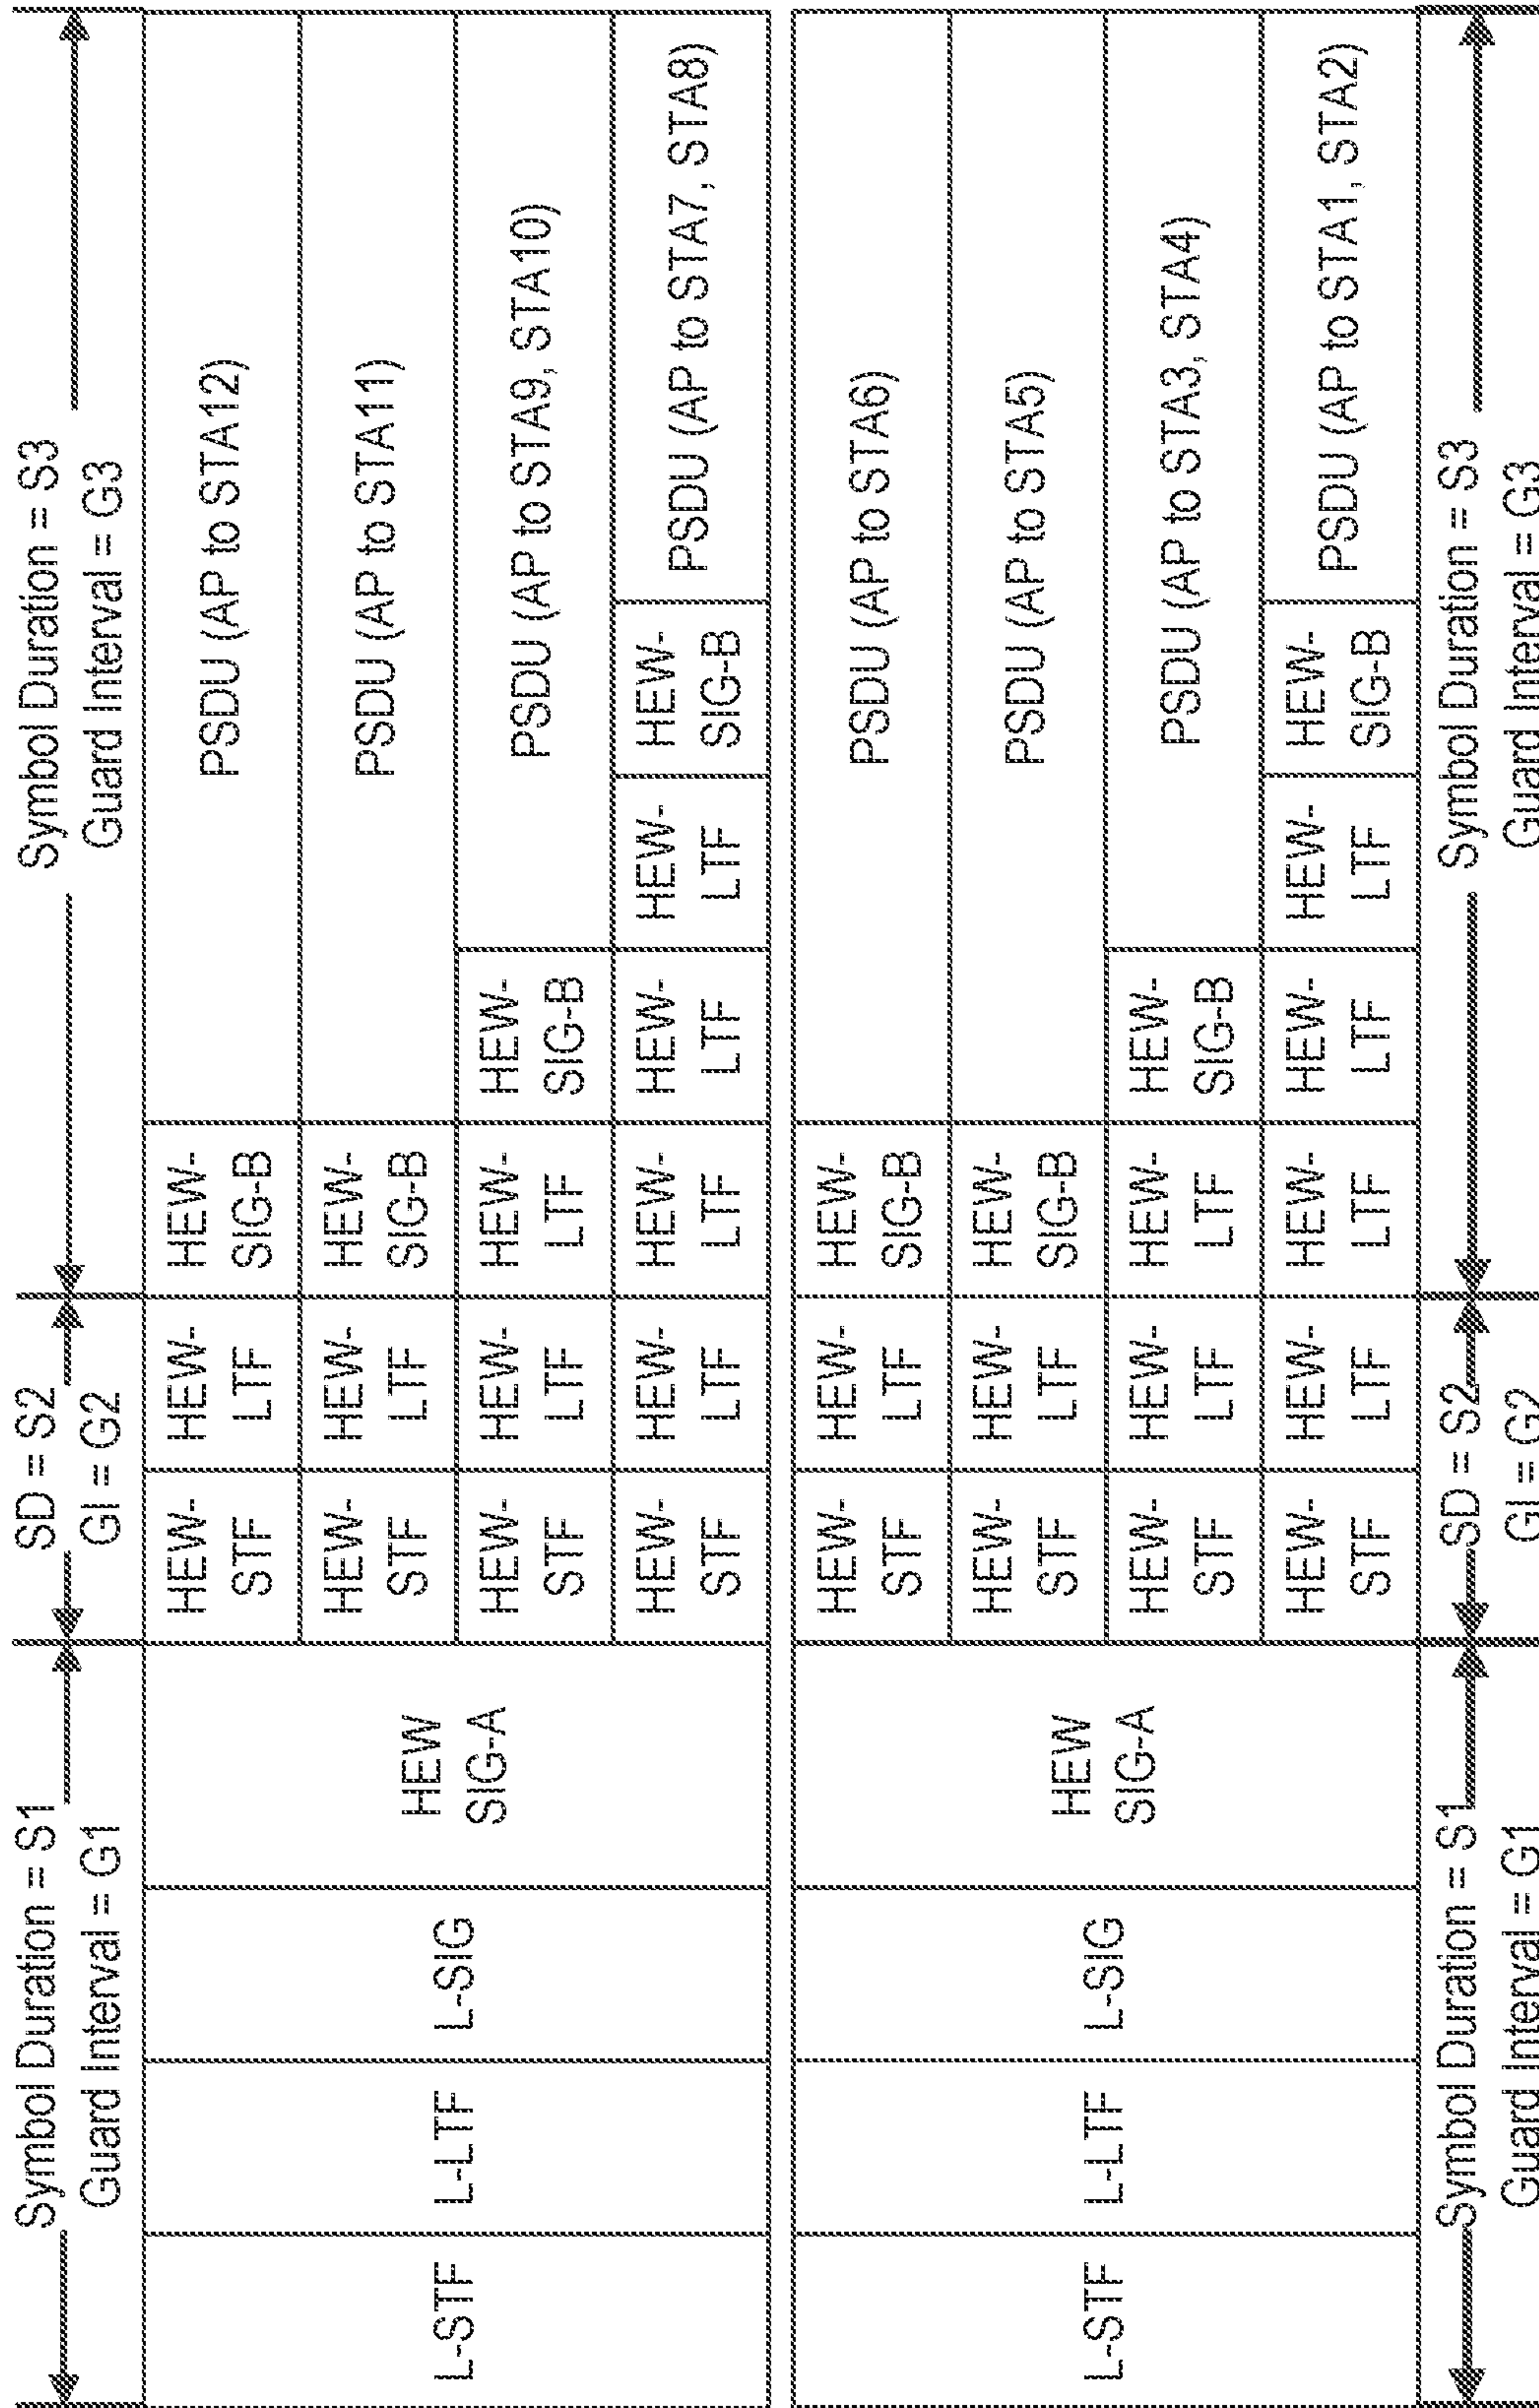 Symbol Duration = S1
Guard Interval = G1
SD = S2
GI = G2
Symbol Duration = S3
Guard Interval = G3
L-STF
L-LTF
L-SIG
HEW
SIG-A
HEW-
STF
HEW-
LTF
HEW-
SIG-B
PSDU (AP to STA12)
HEW-
STF
HEW-
LTF
HEW-
SIG-B
PSDU (AP to STA11)
HEW-
STF
HEW-
LTF
HEW-
LTF
HEW-
SIG-B
PSDU (AP to STA9, STA10)
HEW-
STF
HEW-
LTF
HEW-
LTF
HEW-
LTF
HEW-
LTF
HEW-
SIG-B
PSDU (AP to STA7, STA8)
L-STF
L-LTF
L-SIG
HEW
SIG-A
HEW-
STF
HEW-
LTF
HEW-
SIG-B
PSDU (AP to STA6)
HEW-
STF
HEW-
LTF
HEW-
SIG-B
PSDU (AP to STA5)
HEW-
STF
HEW-
LTF
HEW-
LTF
HEW-
SIG-B
PSDU (AP to STA3, STA4)
HEW-
STF
HEW-
LTF
HEW-
LTF
HEW-
LTF
HEW-
LTF
HEW-
SIG-B
PSDU (AP to STA1, STA2)
Symbol Duration = S1
Guard Interval = G1
SD = S2
GI = G2
Symbol Duration = S3
Guard Interval = G3